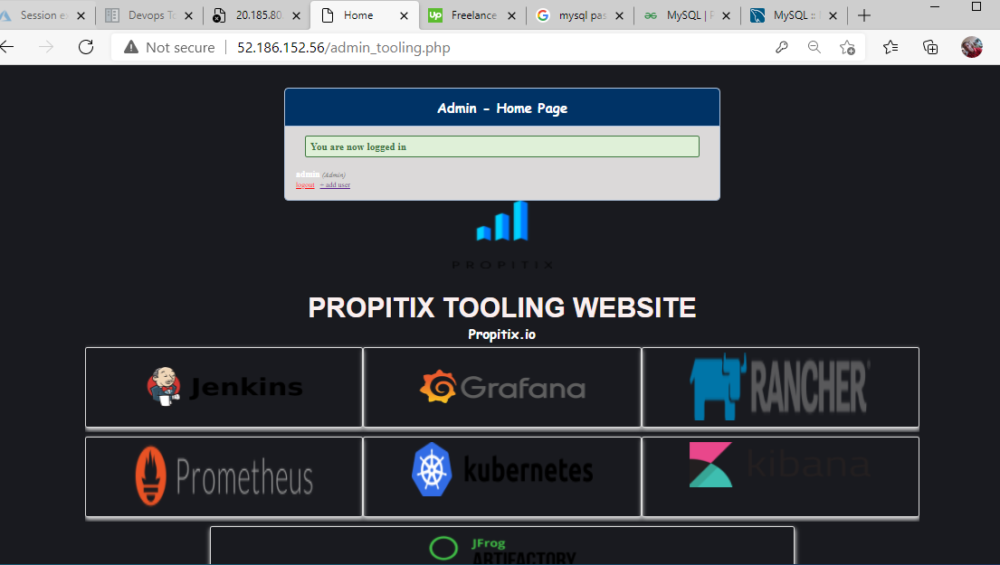 Session e
Devops To
20.185.80.
Home
Freelance
mysql pas
MySQL | P
MySQL ::
Not secure
52.186.152.56/admin_tooling.php
Admin - Home Page
You are now logged in
admin (Admin)
logout + add user
PROPITIX
PROPITIX TOOLING WEBSITE
Propitix.io
Jenkins
Grafana
RANCHER
Prometheus
kubernetes
kibana
JFrog
ARTIFACTORY